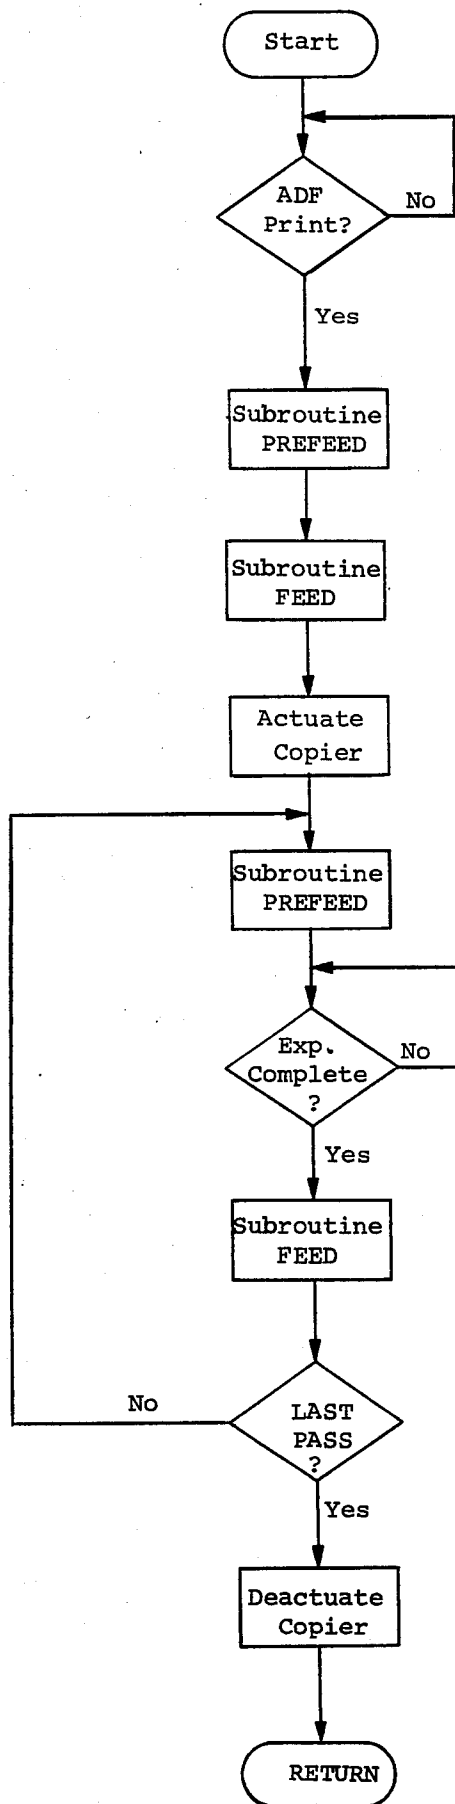 Start
ADF
Print?
No
Yes
Subroutine
PREFEED
Subroutine
FEED
Actuate
Copier
Subroutine
PREFEED
Exp.
Complete
?
No
Yes
Subroutine
FEED
No
LAST
PASS
?
Yes
Deactuate
Copier
RETURN